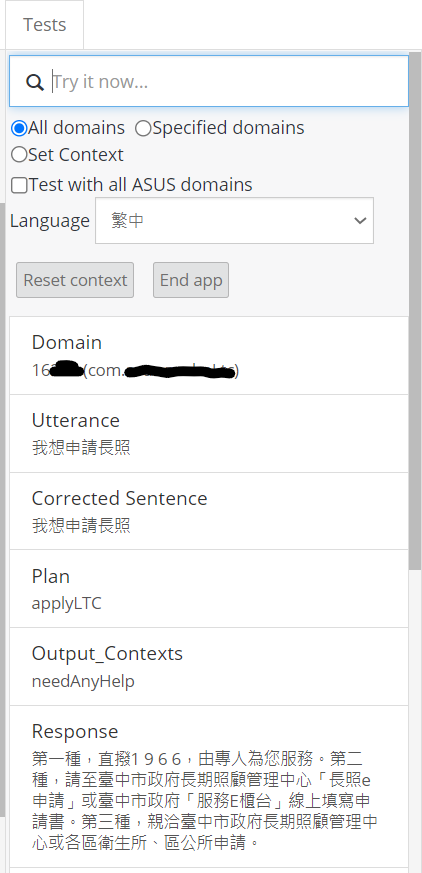 Tests
Try it now...
All domains Specified domains
Set Context
Test with all ASUS domains
Language 繁中
Reset context End app
Domain
(com.
Utterance
我想申請長照
Corrected Sentence
我想申請長照
Plan
applyLTC
Output_Contexts
needAnyHelp
Response
第一種，直撥1 9 6 6，由專人為您服務。第二
種，請至臺中市政府長期照顧管理中心「長照e
申請」或臺中市政府「服務E櫃台」線上填寫申
請書。第三種，親洽臺中市政府長期照顧管理中
心或各區衛生所、區公所申請。